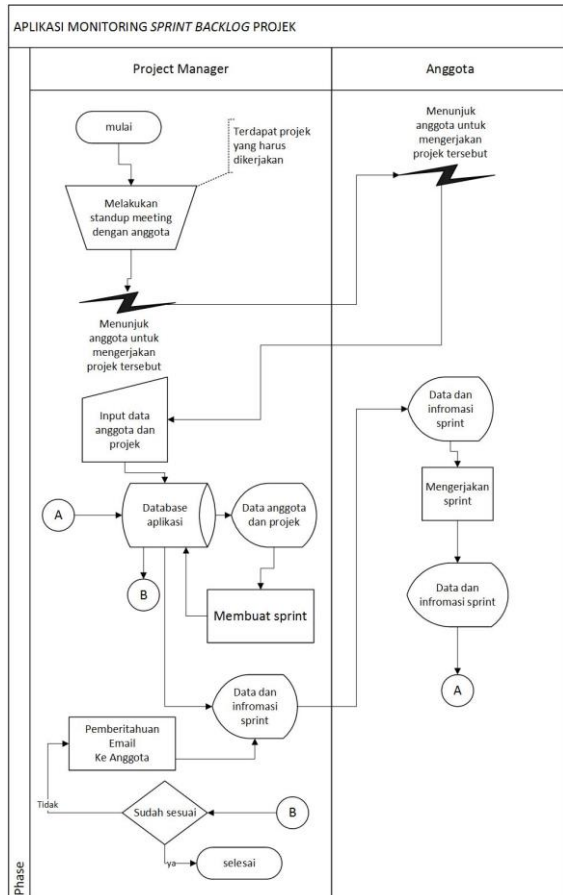 APLIKASI MONITORING SPRINT BACKLOG PROJEK
Project Manager
Anggota
mulai
Terdapat projek
yang harus
dikerjakan
Menunjuk
anggota untuk
mengerjakan
projek tersebut
Melakukan
standup meeting
dengan anggota
Menunjuk
anggota untuk
mengerjakan
projek tersebut
Input data
anggota dan
projek
Data dan
infromasi
sprint
Mengerjakan
sprint
A
Database
aplikasi
Data anggota
dan projek
B
Membuat sprint
Data dan
infromasi sprint
A
Data dan
infromasi
sprint
Pemberitahuan
Email
Ke Anggota
Tidak
Sudah sesuai
B
ya
selesai
Phase